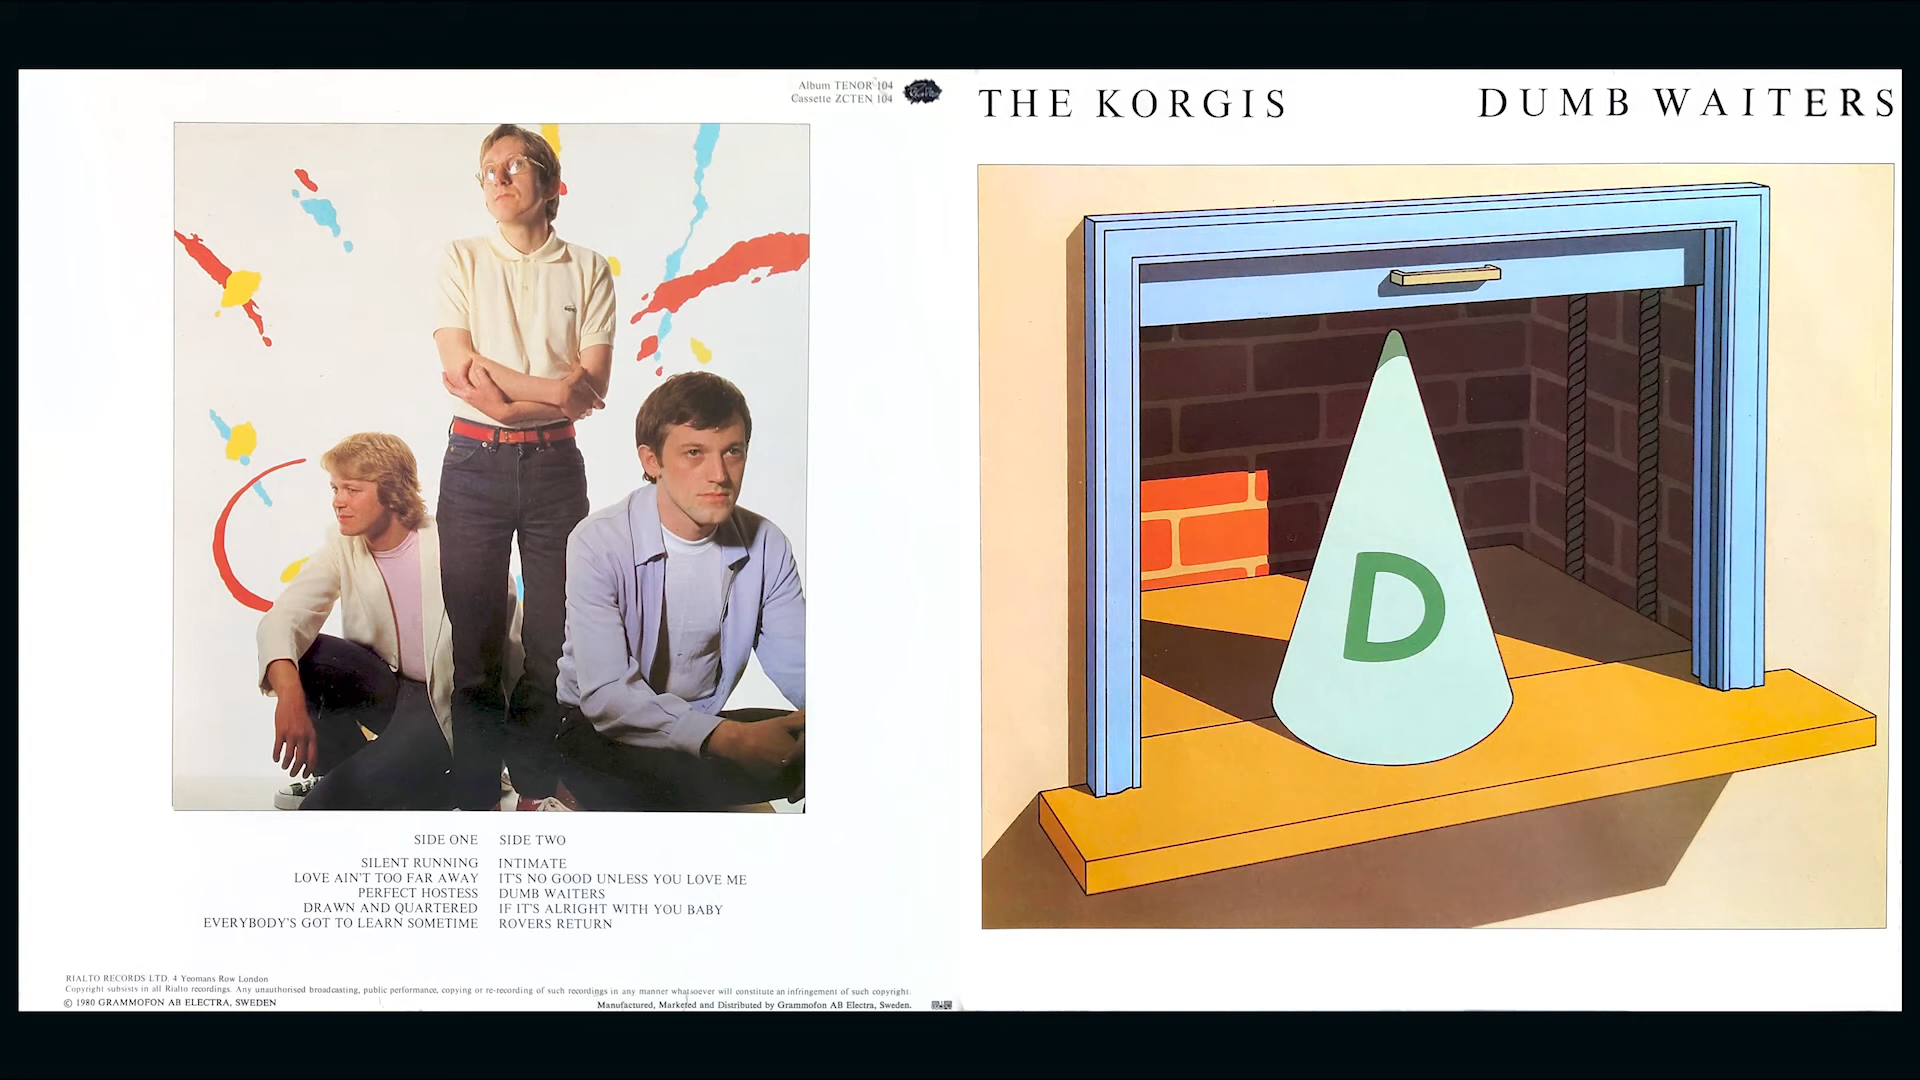 Album TENOR 104
Cassette ZCTEN 104
THE KORGIS DUMB WAITERS
D
SIDE ONE SIDE TWO
SILENT RUNNING INTIMATE
LOVE AIN'T TOO FAR AWAY IT'S NO GOOD UNLESS YOU LOVE ME
PERFECT HOSTESS DUMB WAITERS
DRAWN AND QUARTERED IF IT'S ALRIGHT WITH YOU BABY
EVERYBODY'S GOT TO LEARN SOMETIME ROVERS RETURN
RIALTO RECORDS LTD. 4 Yeomans Row London
Copyright subsists in all Rialto recordings. Any unauthorised broadcasting, public performance, copying or re-recording of such recordings in any manner whatsoever will constitute an infringement of such copyright.
© 1980 GRAMMOFON AB ELECTRA, SWEDEN
Manufactured, Marketed and Distributed by Grammofon AB Electra, Sweden.